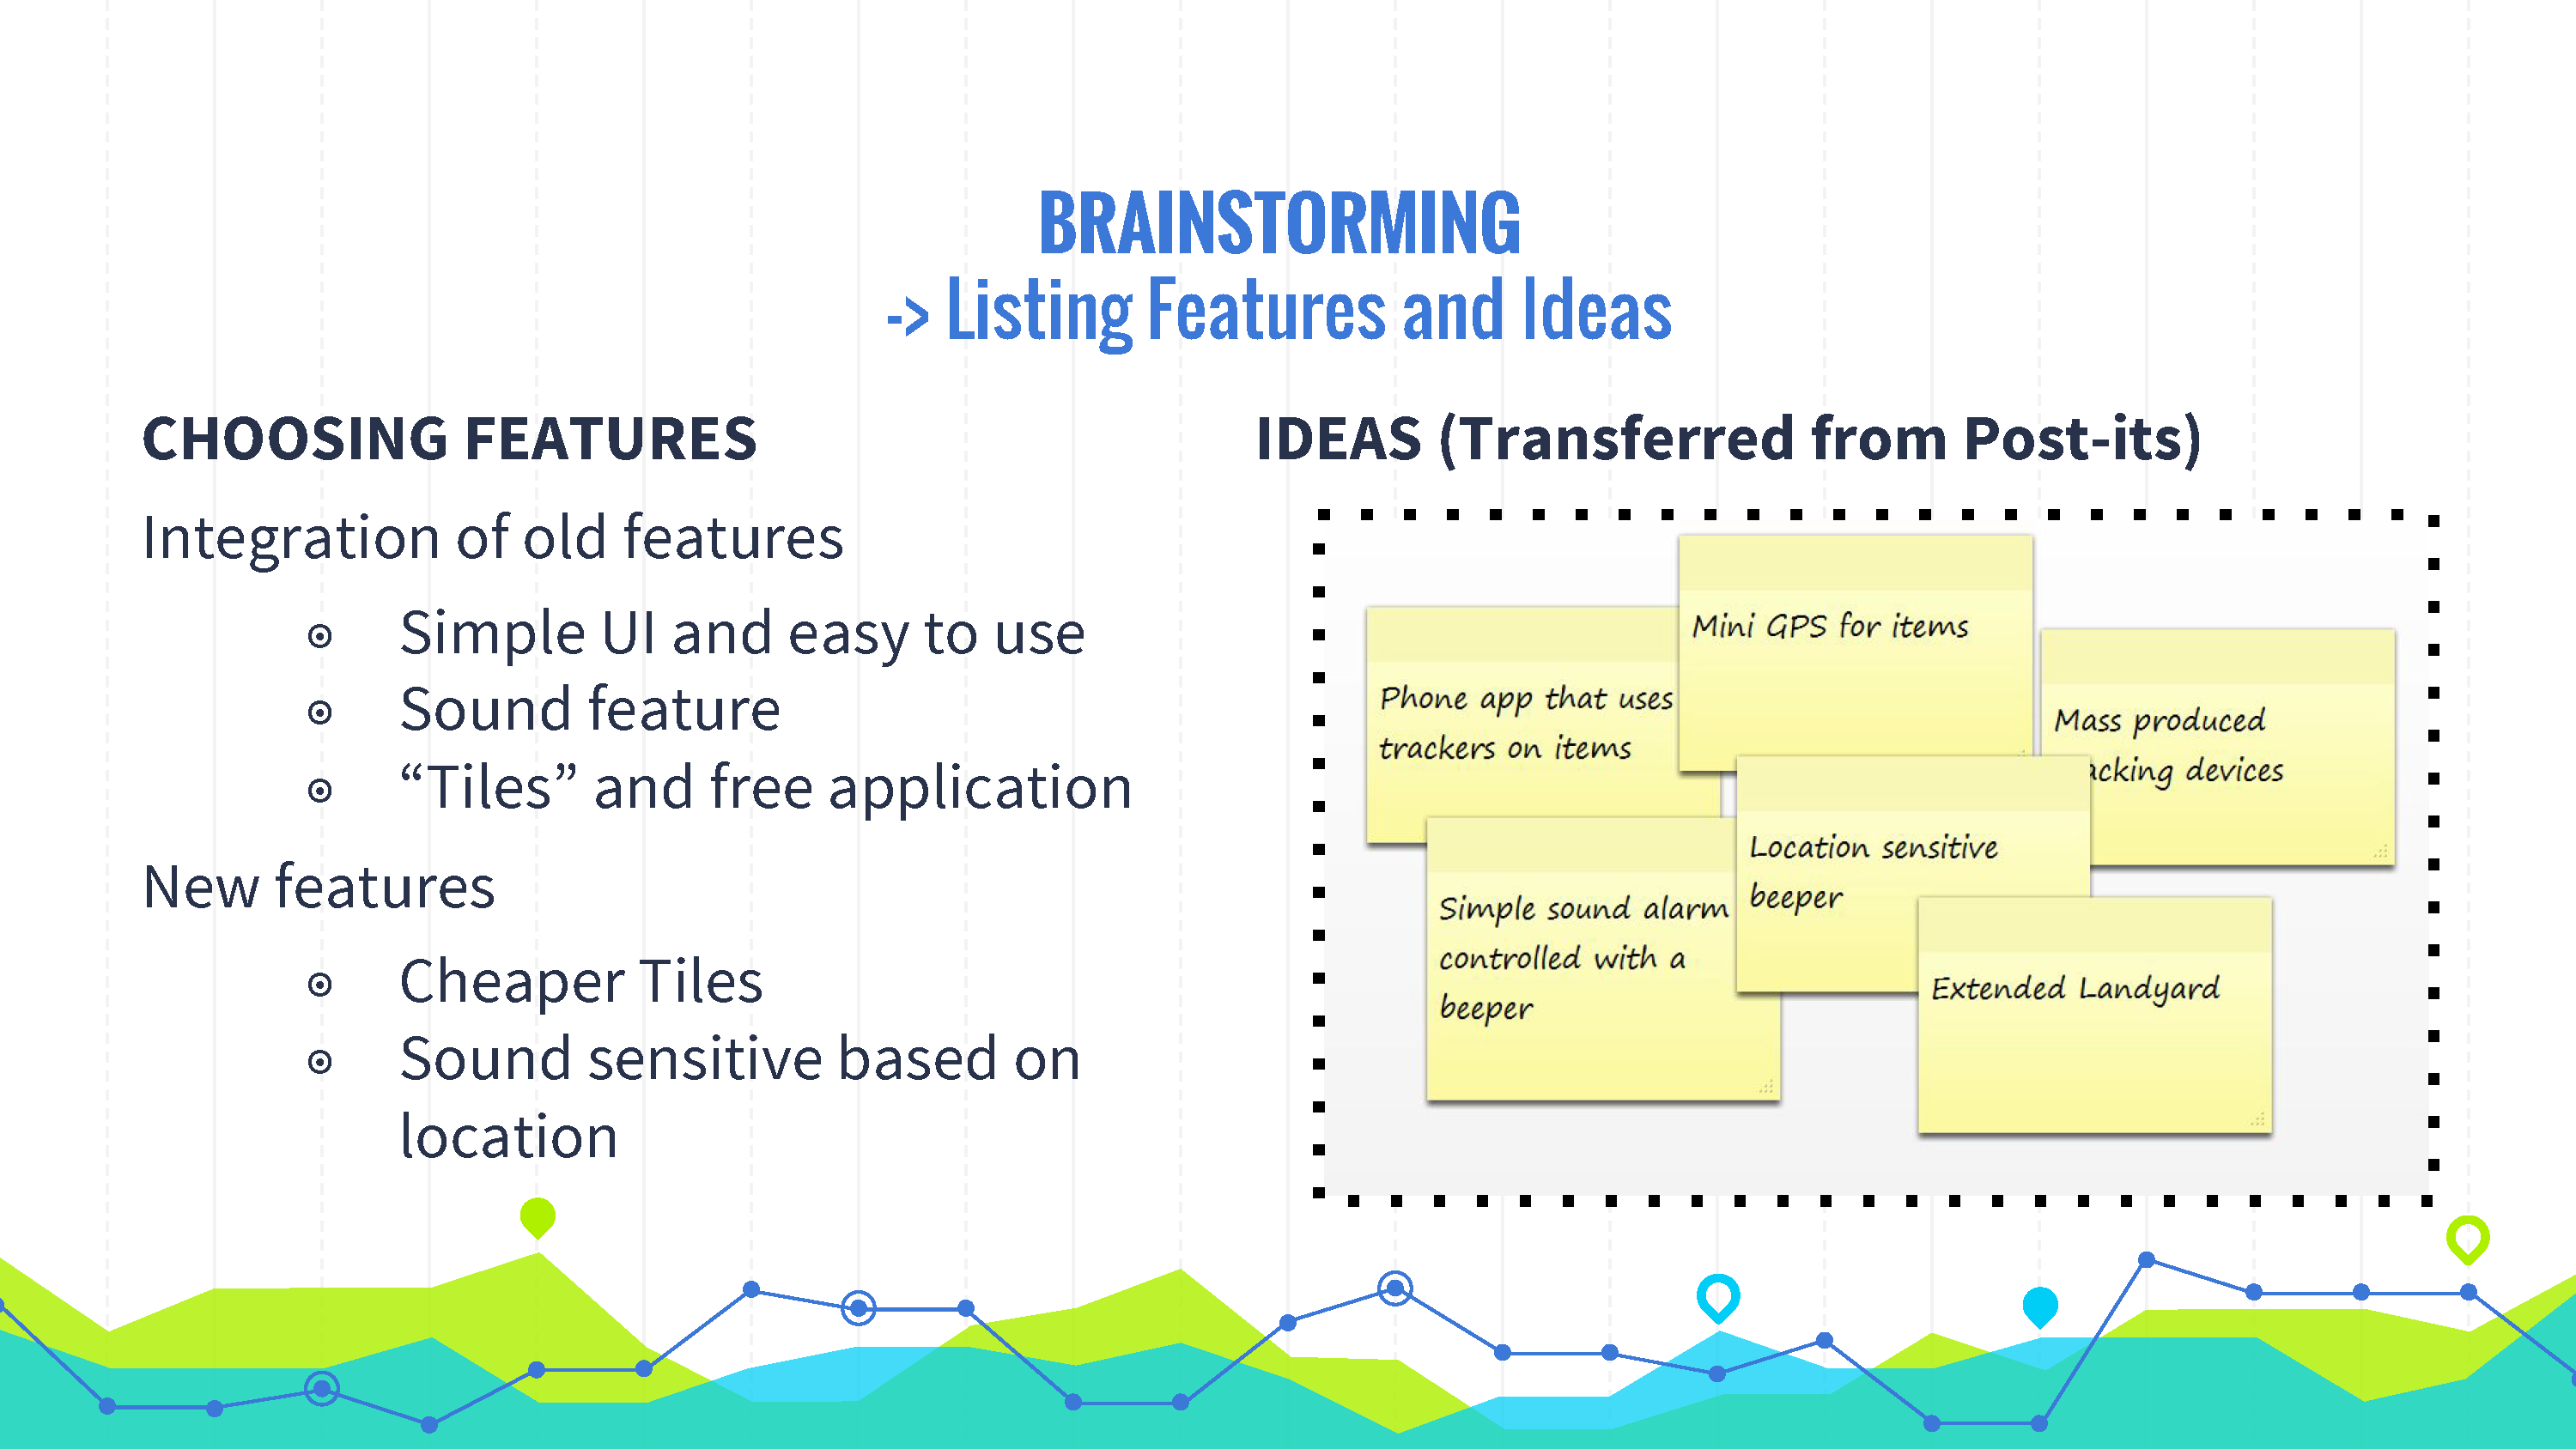 BRAINSTORMING
-> Listing Features and Ideas
CHOOSING FEATURES
Integration of old features
Simple UI and easy to use
Sound feature
“Tiles” and free application
New features
Cheaper Tiles
Sound sensitive based on
location
IDEAS (Transferred from Post-its)
Phone app that uses
trackers on items
Mini GPS for items
Mass produced
acking devices
Simple sound alarm
controlled with a
beeper
Location sensitive
beeper
Extended Landyard